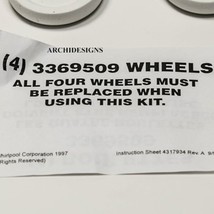 ARCHIDESIGNS
(4) 3369509 WHEELS
ALL FOUR WHEELS MUST
BE REPLACED WHEN
USING THIS KIT.
Whirlpool Corporation 1997 Instruction Sheet 4317934 Rev. A
Rights Reserved)